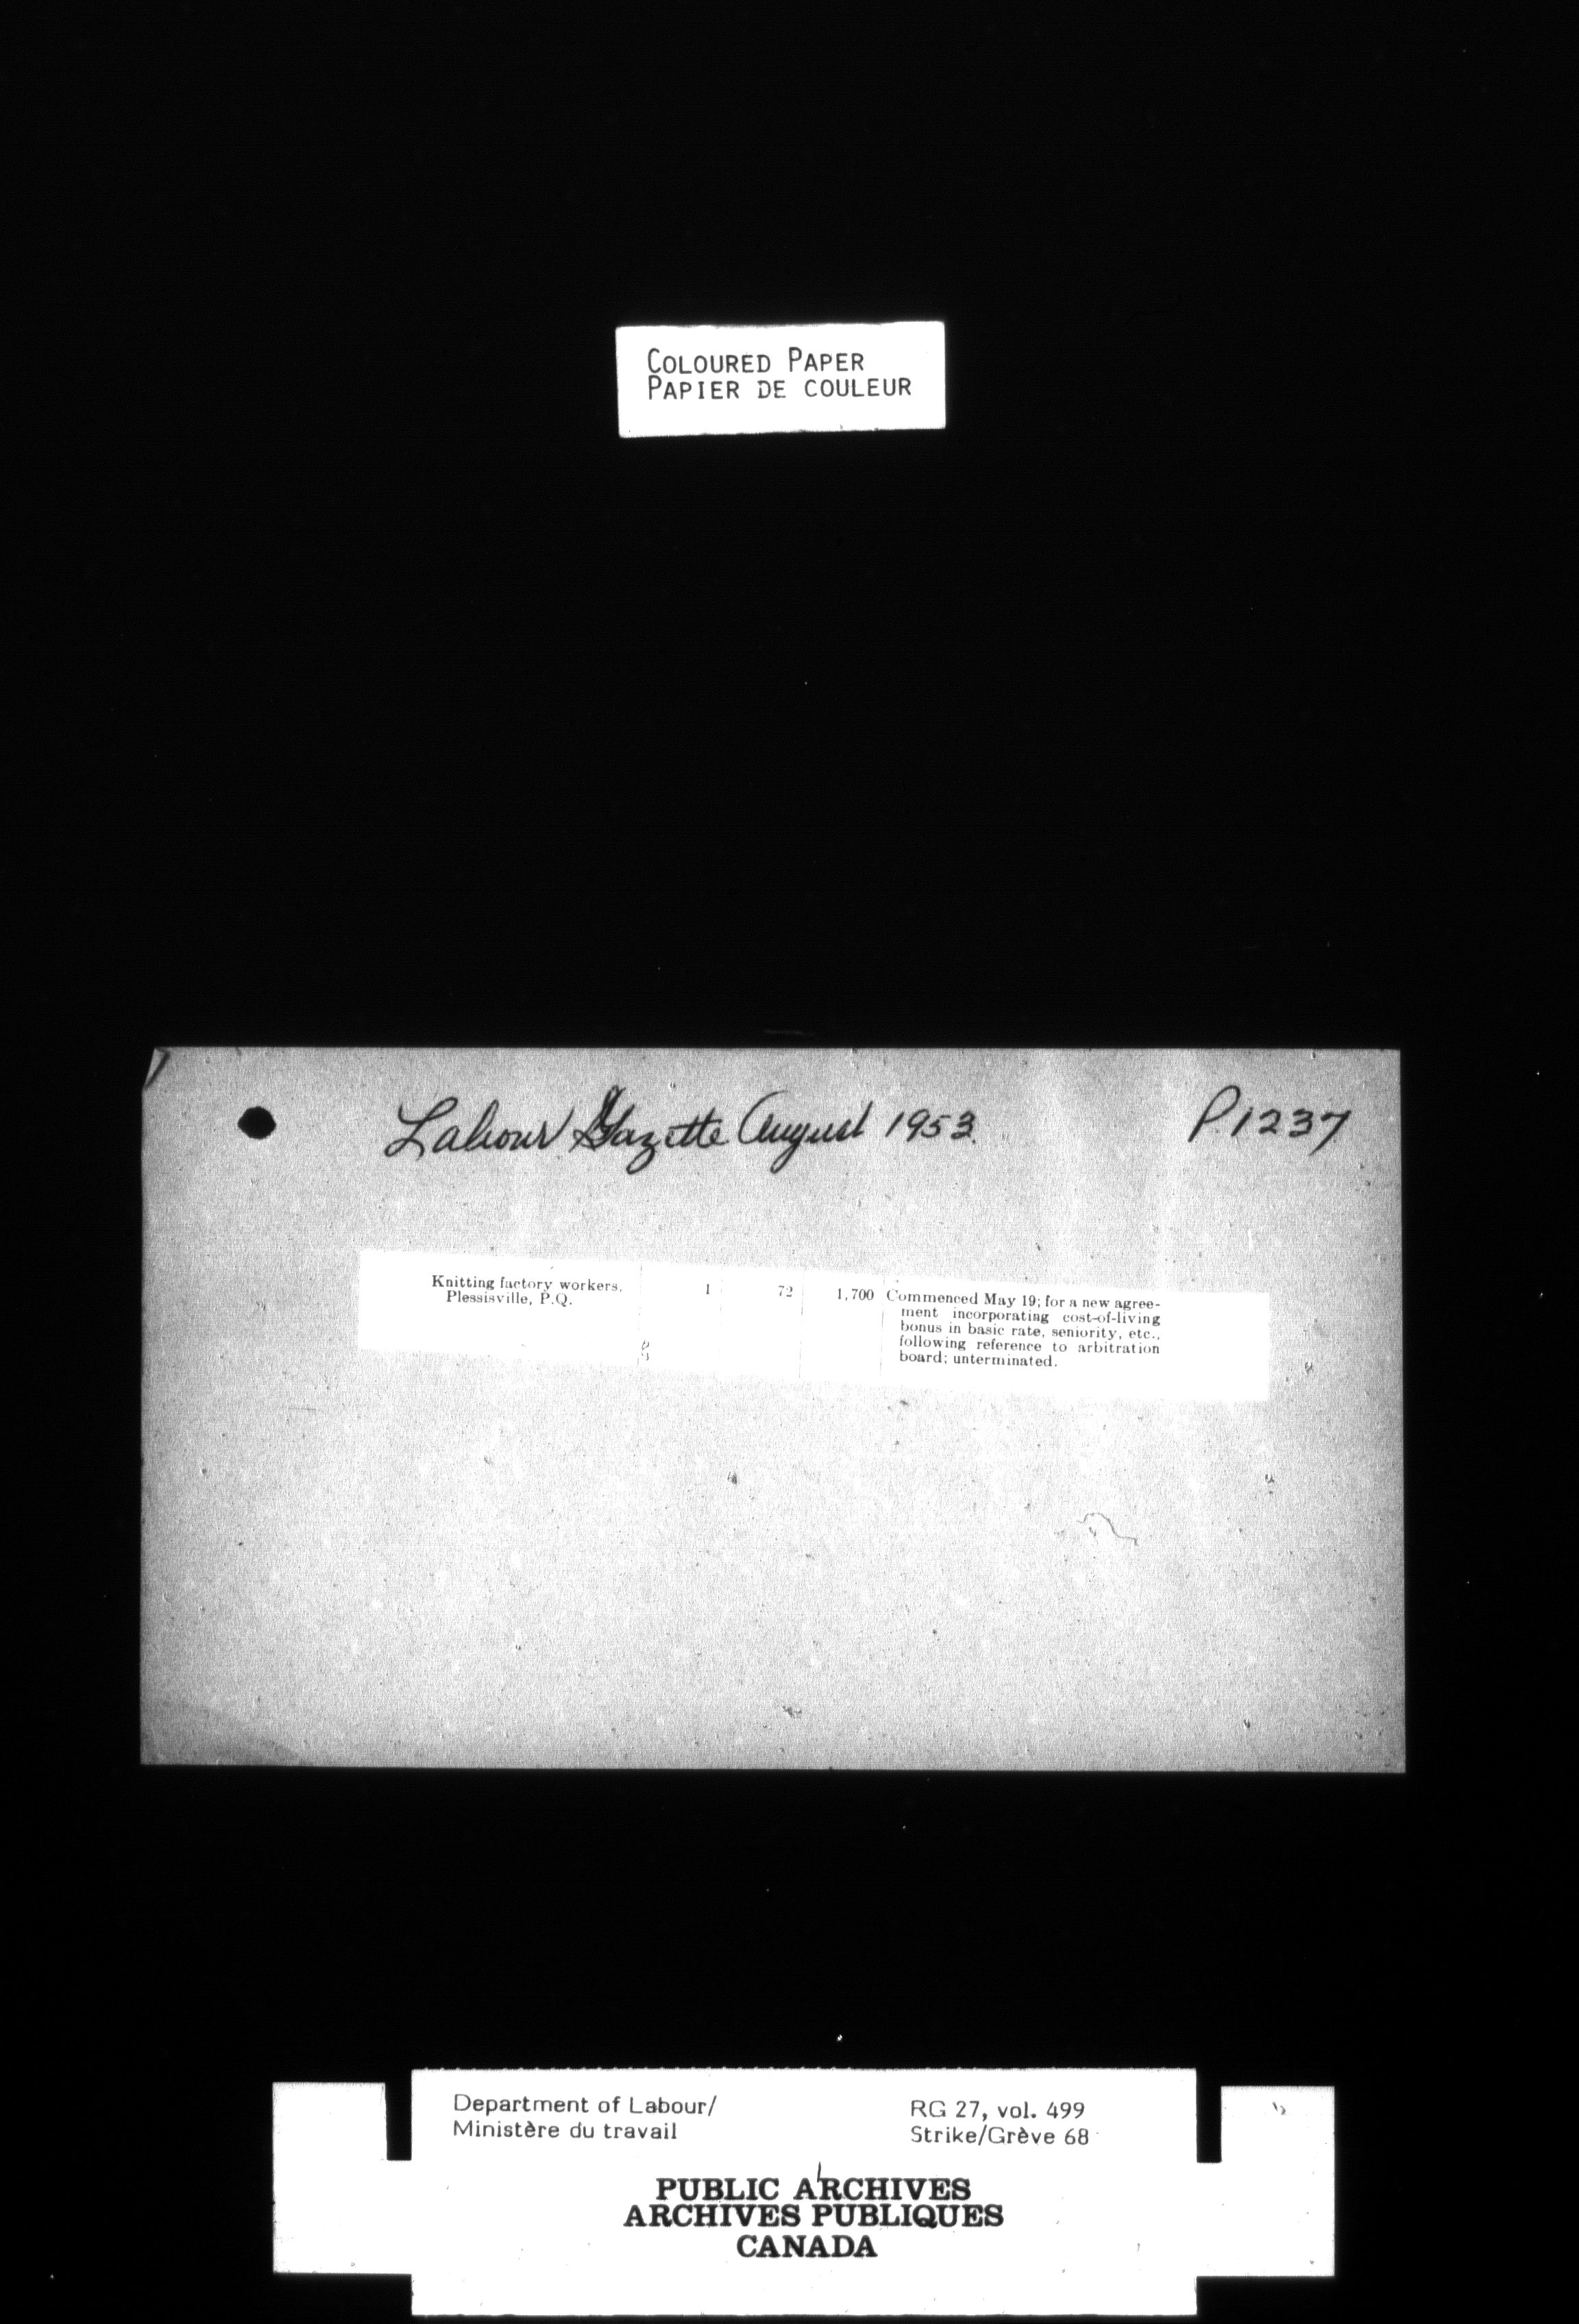 COLOURED PAPER
PAPIER DE COULEUR
Labour Gazette August 1953 P.1237
Knitting factory workers, 1 72 1,700 Commenced May 19; for a new agree-
Plessisville, P.Q. ment incorporating cost-of-living
bonus in basic rate, seniority, etc.,
following reference to arbitration
board; unterminated.
Department of Labour/ RG 27, vol. 499
Ministère du travail Strike/Grève 68
PUBLIC ARCHIVES
ARCHIVES PUBLIQUES
CANADA